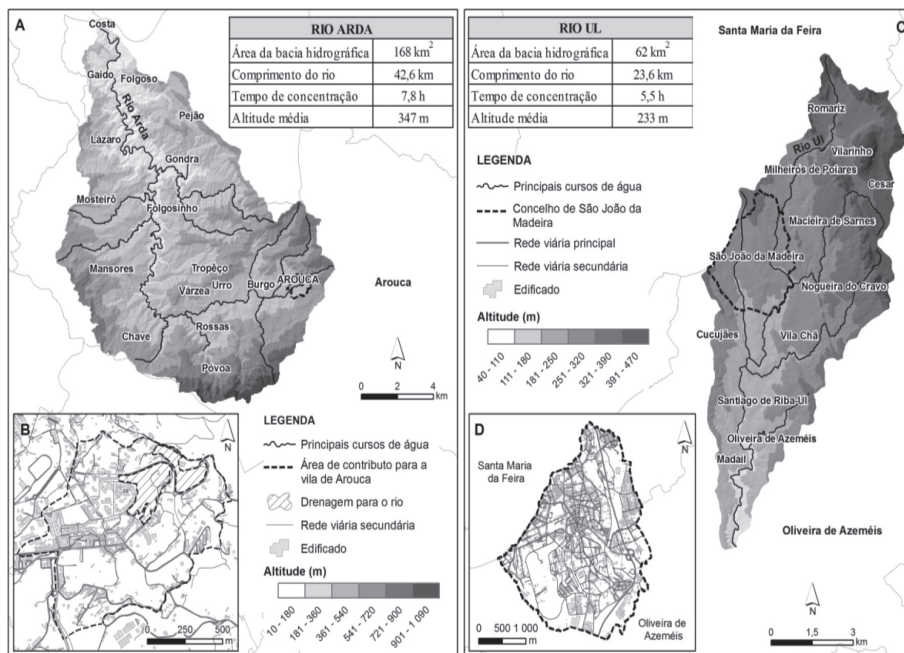 A
Costa
RIO ARDA
Área da bacia hidrográfica 168 km²
Comprimento do rio 42,6 km
Tempo de concentração 7,8 h
Altitude média 347 m
Gaído
Folgoso
Rio Arda
Pejão
Lázaro
Gondra
Mosteirô
Folgosinho
Mansores
Tropêço
Urro
Várzea
Burgo
AROUCA
Arouca
Chave
Rossas
Póvoa
N
0 2 4
km
B
N
0 250 500
m
LEGENDA
Principais cursos de água
Área de contributo para a
vila de Arouca
Drenagem para o rio
Rede viária secundária
Edificado
Altitude (m)
10 - 180
181 - 360
361 - 540
541 - 720
721 - 900
901 - 1 090
RIO UL
Área da bacia hidrográfica 62 km²
Comprimento do rio 23,6 km
Tempo de concentração 5,5 h
Altitude média 233 m
Santa Maria da Feira
C
LEGENDA
Principais cursos de água
Concelho de São João da
Madeira
Rede viária principal
Rede viária secundária
Edificado
Altitude (m)
40 - 110
111 - 180
181 - 250
251 - 320
321 - 390
391 - 470
Romariz
Rio Ul
Vilarinho
Milheirós de Poiares
Cesar
Macieira de Sarnes
São João da Madeira
Nogueira do Cravo
Cucujães
Vila Chã
Santiago de Riba-Ul
Oliveira de Azeméis
Madail
Oliveira de Azeméis
N
0 1,5 3
km
D
Santa Maria
da Feira
N
Oliveira de
Azeméis
0 500 1 000
m